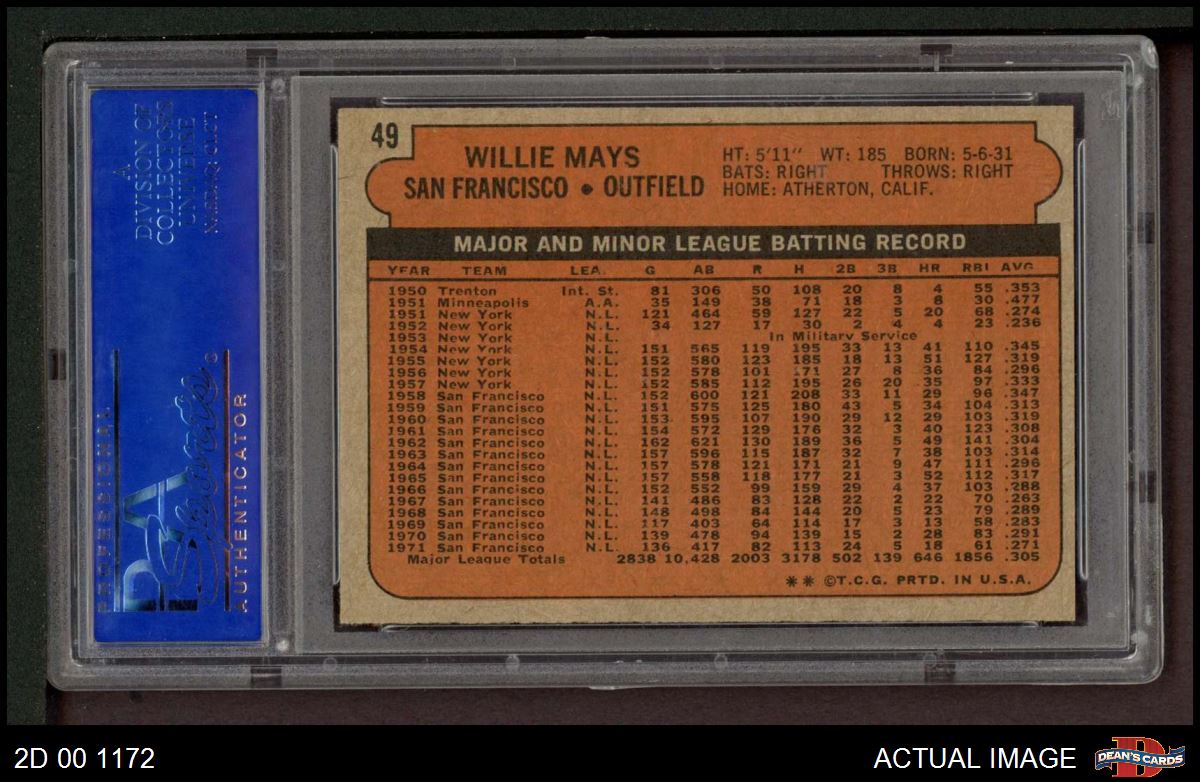 A
DIVISION OF
COLLECTORS
UNIVERSE
NASDAQ: CLCT
PROFESSIONAL
PSA
Sports
AUTHENTICATOR
49
WILLIE MAYS
SAN FRANCISCO • OUTFIELD
HT: 5'11" WT: 185 BORN: 5-6-31
BATS: RIGHT THROWS: RIGHT
HOME: ATHERTON, CALIF.
MAJOR AND MINOR LEAGUE BATTING RECORD
YEAR TEAM LEA. G AB R H 2B 3B HR RBI AVG
1950 Trenton Int. St. 81 306 50 108 20 8 4 55 .353
1951 Minneapolis A.A. 35 149 38 71 18 3 8 30 .477
1951 New York N.L. 121 464 59 127 22 5 20 68 .274
1952 New York N.L. 34 127 17 30 2 4 4 23 .236
1953 New York N.L. In Military Service
1954 New York N.L. 151 565 119 195 33 13 41 110 .345
1955 New York N.L. 152 580 123 185 18 13 51 127 .319
1956 New York N.L. 152 578 101 171 27 8 36 84 .296
1957 New York N.L. 152 585 112 195 26 20 35 97 .333
1958 San Francisco N.L. 152 600 121 208 33 11 29 96 .347
1959 San Francisco N.L. 151 575 125 180 43 5 34 104 .313
1960 San Francisco N.L. 153 595 107 190 29 12 29 103 .319
1961 San Francisco N.L. 154 572 129 176 32 3 40 123 .308
1962 San Francisco N.L. 162 621 130 189 36 5 49 141 .304
1963 San Francisco N.L. 157 596 115 187 32 7 38 103 .314
1964 San Francisco N.L. 157 578 121 171 21 9 47 111 .296
1965 San Francisco N.L. 157 558 118 177 21 3 52 112 .317
1966 San Francisco N.L. 152 552 99 159 29 4 37 103 .288
1967 San Francisco N.L. 141 486 83 128 22 2 22 70 .263
1968 San Francisco N.L. 148 498 84 144 20 5 23 79 .289
1969 San Francisco N.L. 117 403 64 114 17 3 13 58 .283
1970 San Francisco N.L. 139 478 94 139 15 2 28 83 .291
1971 San Francisco N.L. 136 417 82 113 24 5 18 61 .271
Major League Totals 2838 10,428 2003 3178 502 139 646 1856 .305
** ©T.C.G. PRTD. IN U.S.A.
2D 00 1172
ACTUAL IMAGE
D
DEAN'S CARDS